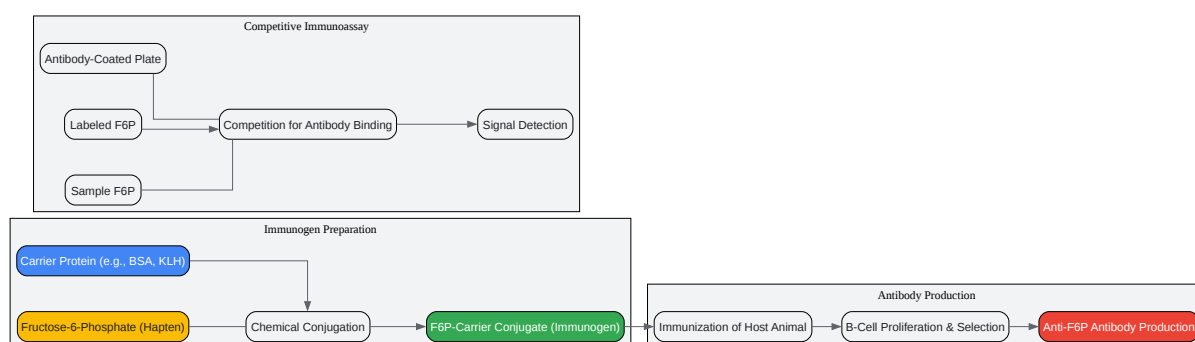 Competitive Immunoassay
Antibody-Coated Plate
Labeled F6P
Competition for Antibody Binding
Signal Detection
Sample F6P
Immunogen Preparation
Carrier Protein (e.g., BSA, KLH)
Fructose-6-Phosphate (Hapten)
Chemical Conjugation
F6P-Carrier Conjugate (Immunogen)
Antibody Production
Immunization of Host Animal
B-Cell Proliferation & Selection
Anti-F6P Antibody Production